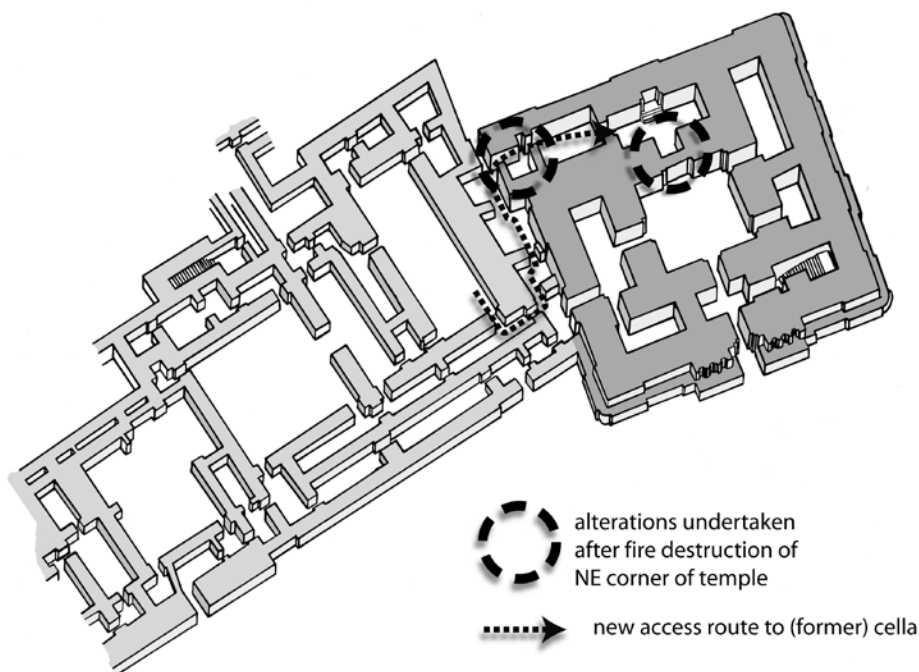 alterations undertaken
after fire destruction of
NE corner of temple
new access route to (former) cella